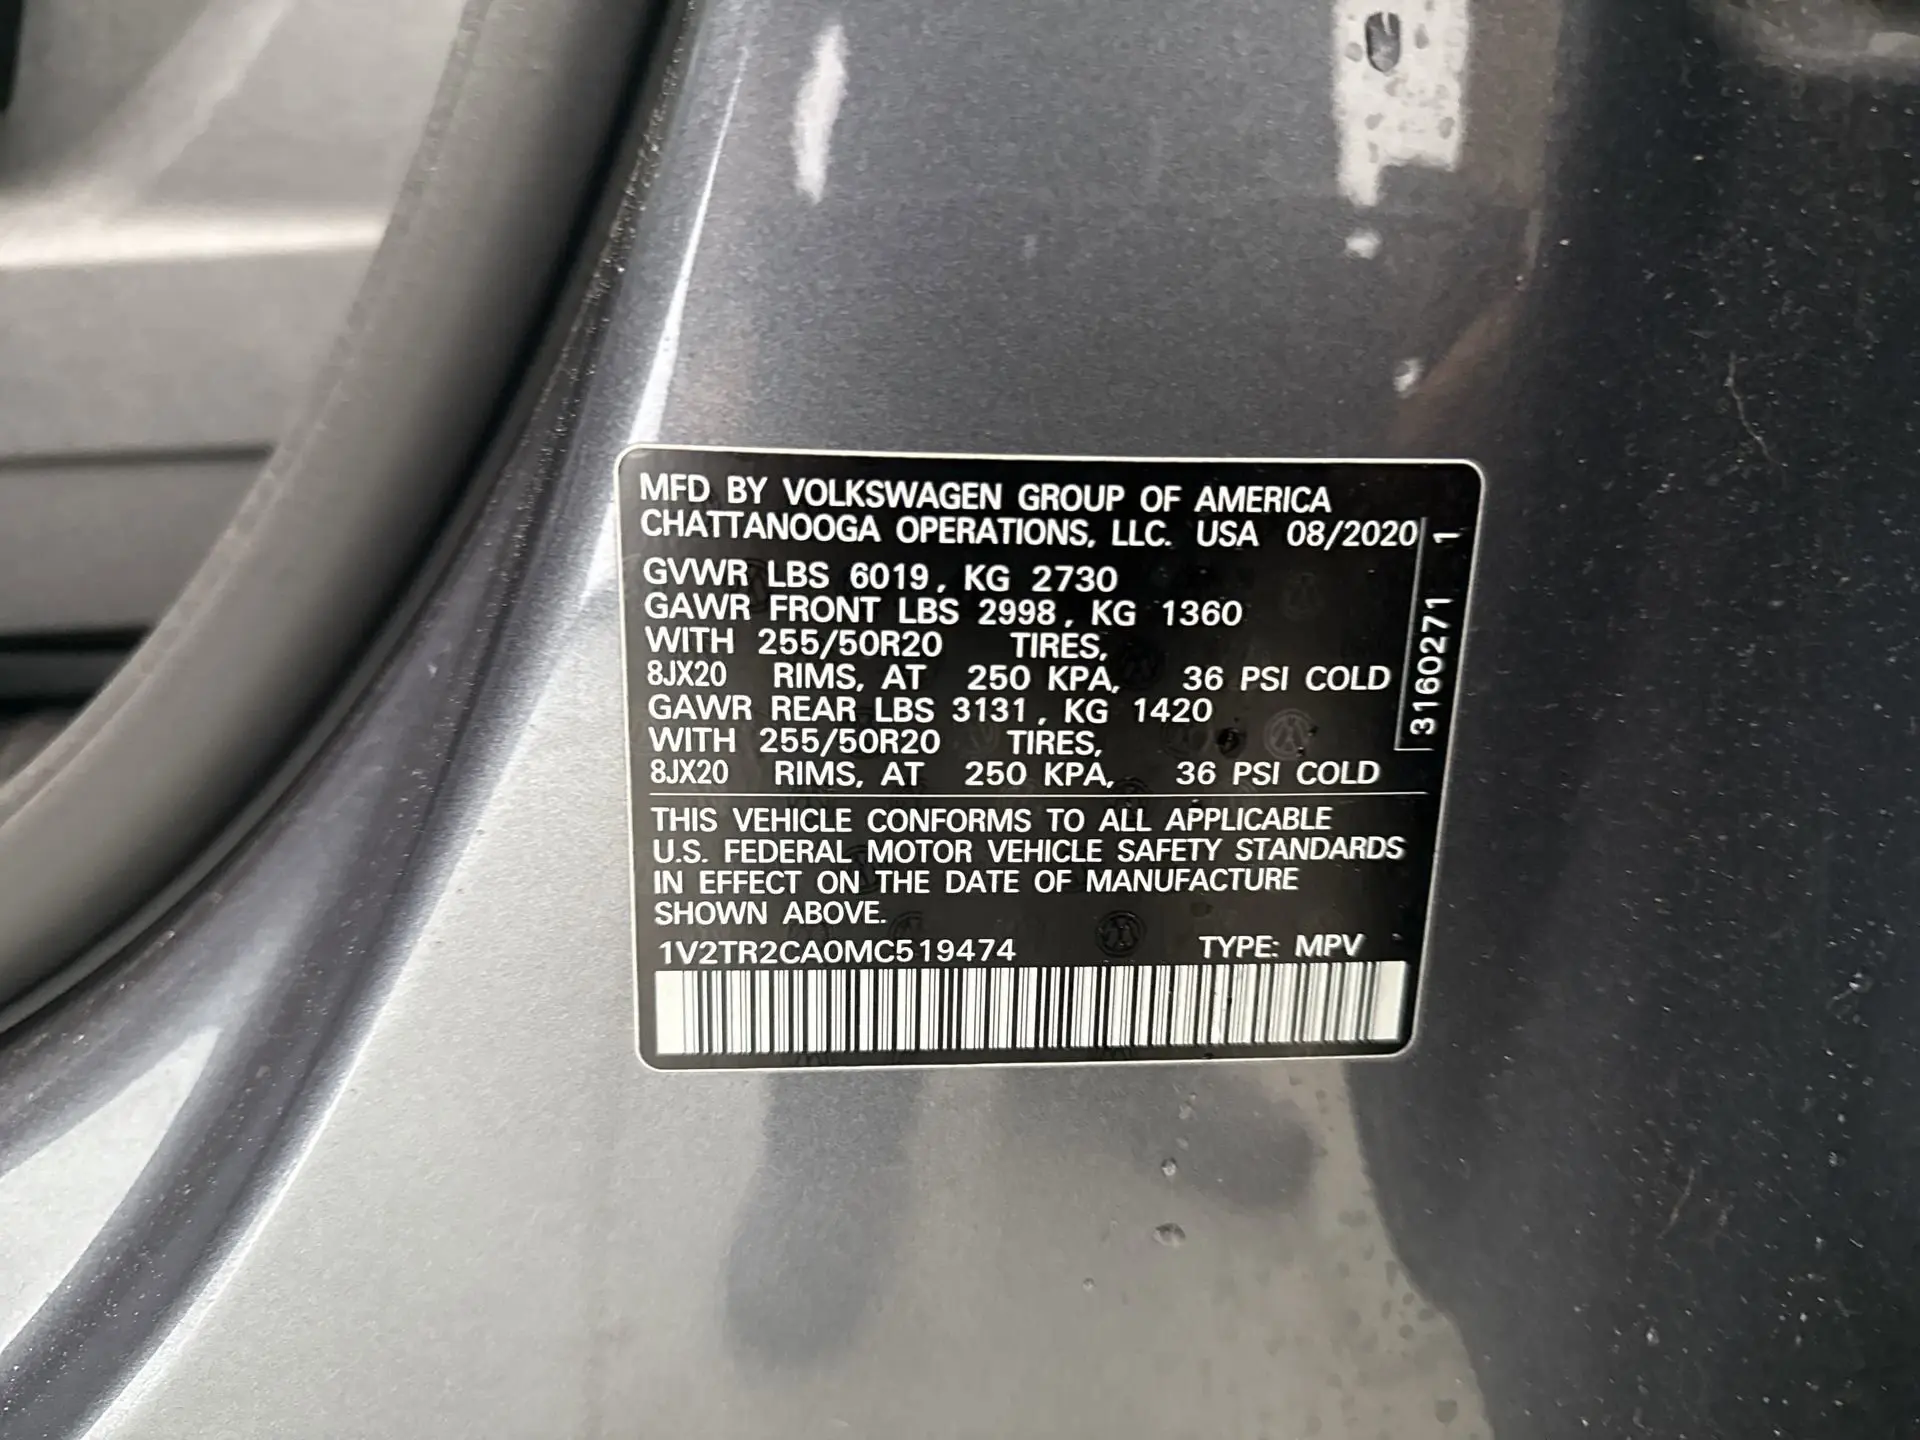 MFD BY VOLKSWAGEN GROUP OF AMERICA
CHATTANOOGA OPERATIONS, LLC. USA 08/2020
GVWR LBS 6019, KG 2730
GAWR FRONT LBS 2998, KG 1360
WITH 255/50R20 TIRES,
8JX20 RIMS, AT 250 KPA, 36 PSI COLD
GAWR REAR LBS 3131, KG 1420
WITH 255/50R20 TIRES,
8JX20 RIMS, AT 250 KPA, 36 PSI COLD
3160271 1
THIS VEHICLE CONFORMS TO ALL APPLICABLE
U.S. FEDERAL MOTOR VEHICLE SAFETY STANDARDS
IN EFFECT ON THE DATE OF MANUFACTURE
SHOWN ABOVE.
1V2TR2CA0MC519474 TYPE: MPV